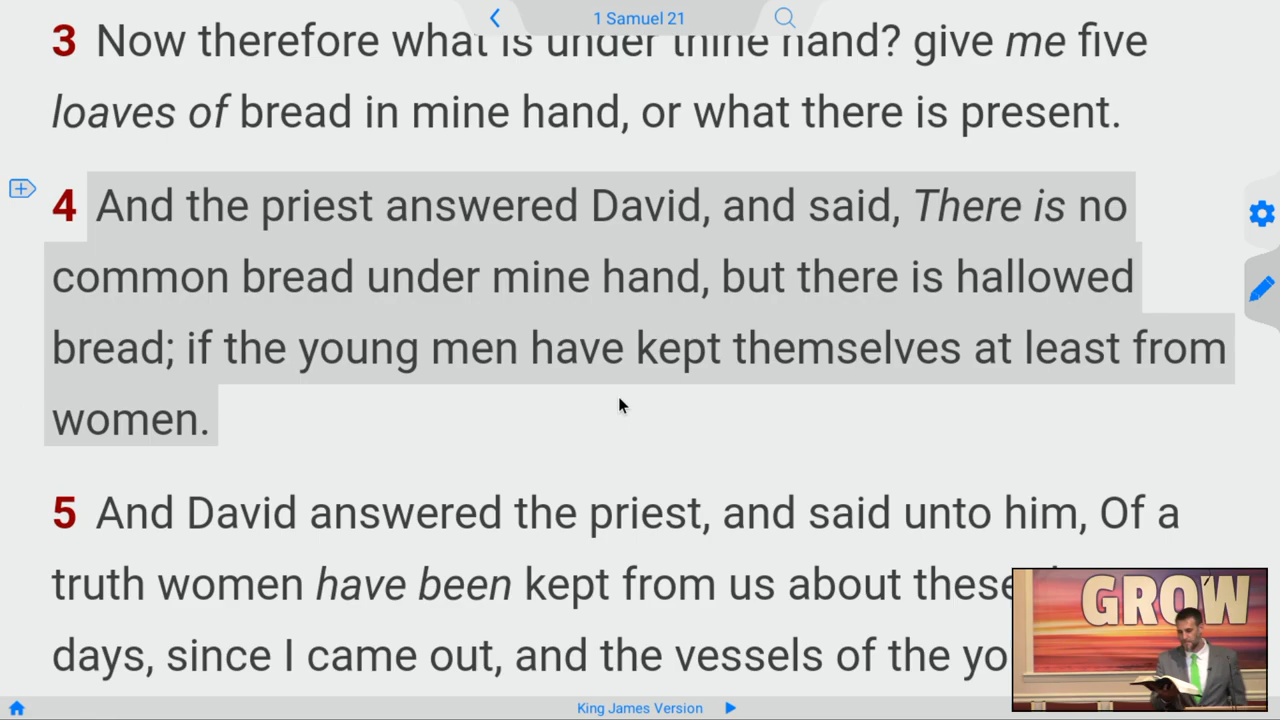 1 Samuel 21
3 Now therefore what is under thine hand? give me five
loaves of bread in mine hand, or what there is present.
4 And the priest answered David, and said, There is no
common bread under mine hand, but there is hallowed
bread; if the young men have kept themselves at least from
women.
5 And David answered the priest, and said unto him, Of a
truth women have been kept from us about these
days, since I came out, and the vessels of the yo
GROW
King James Version